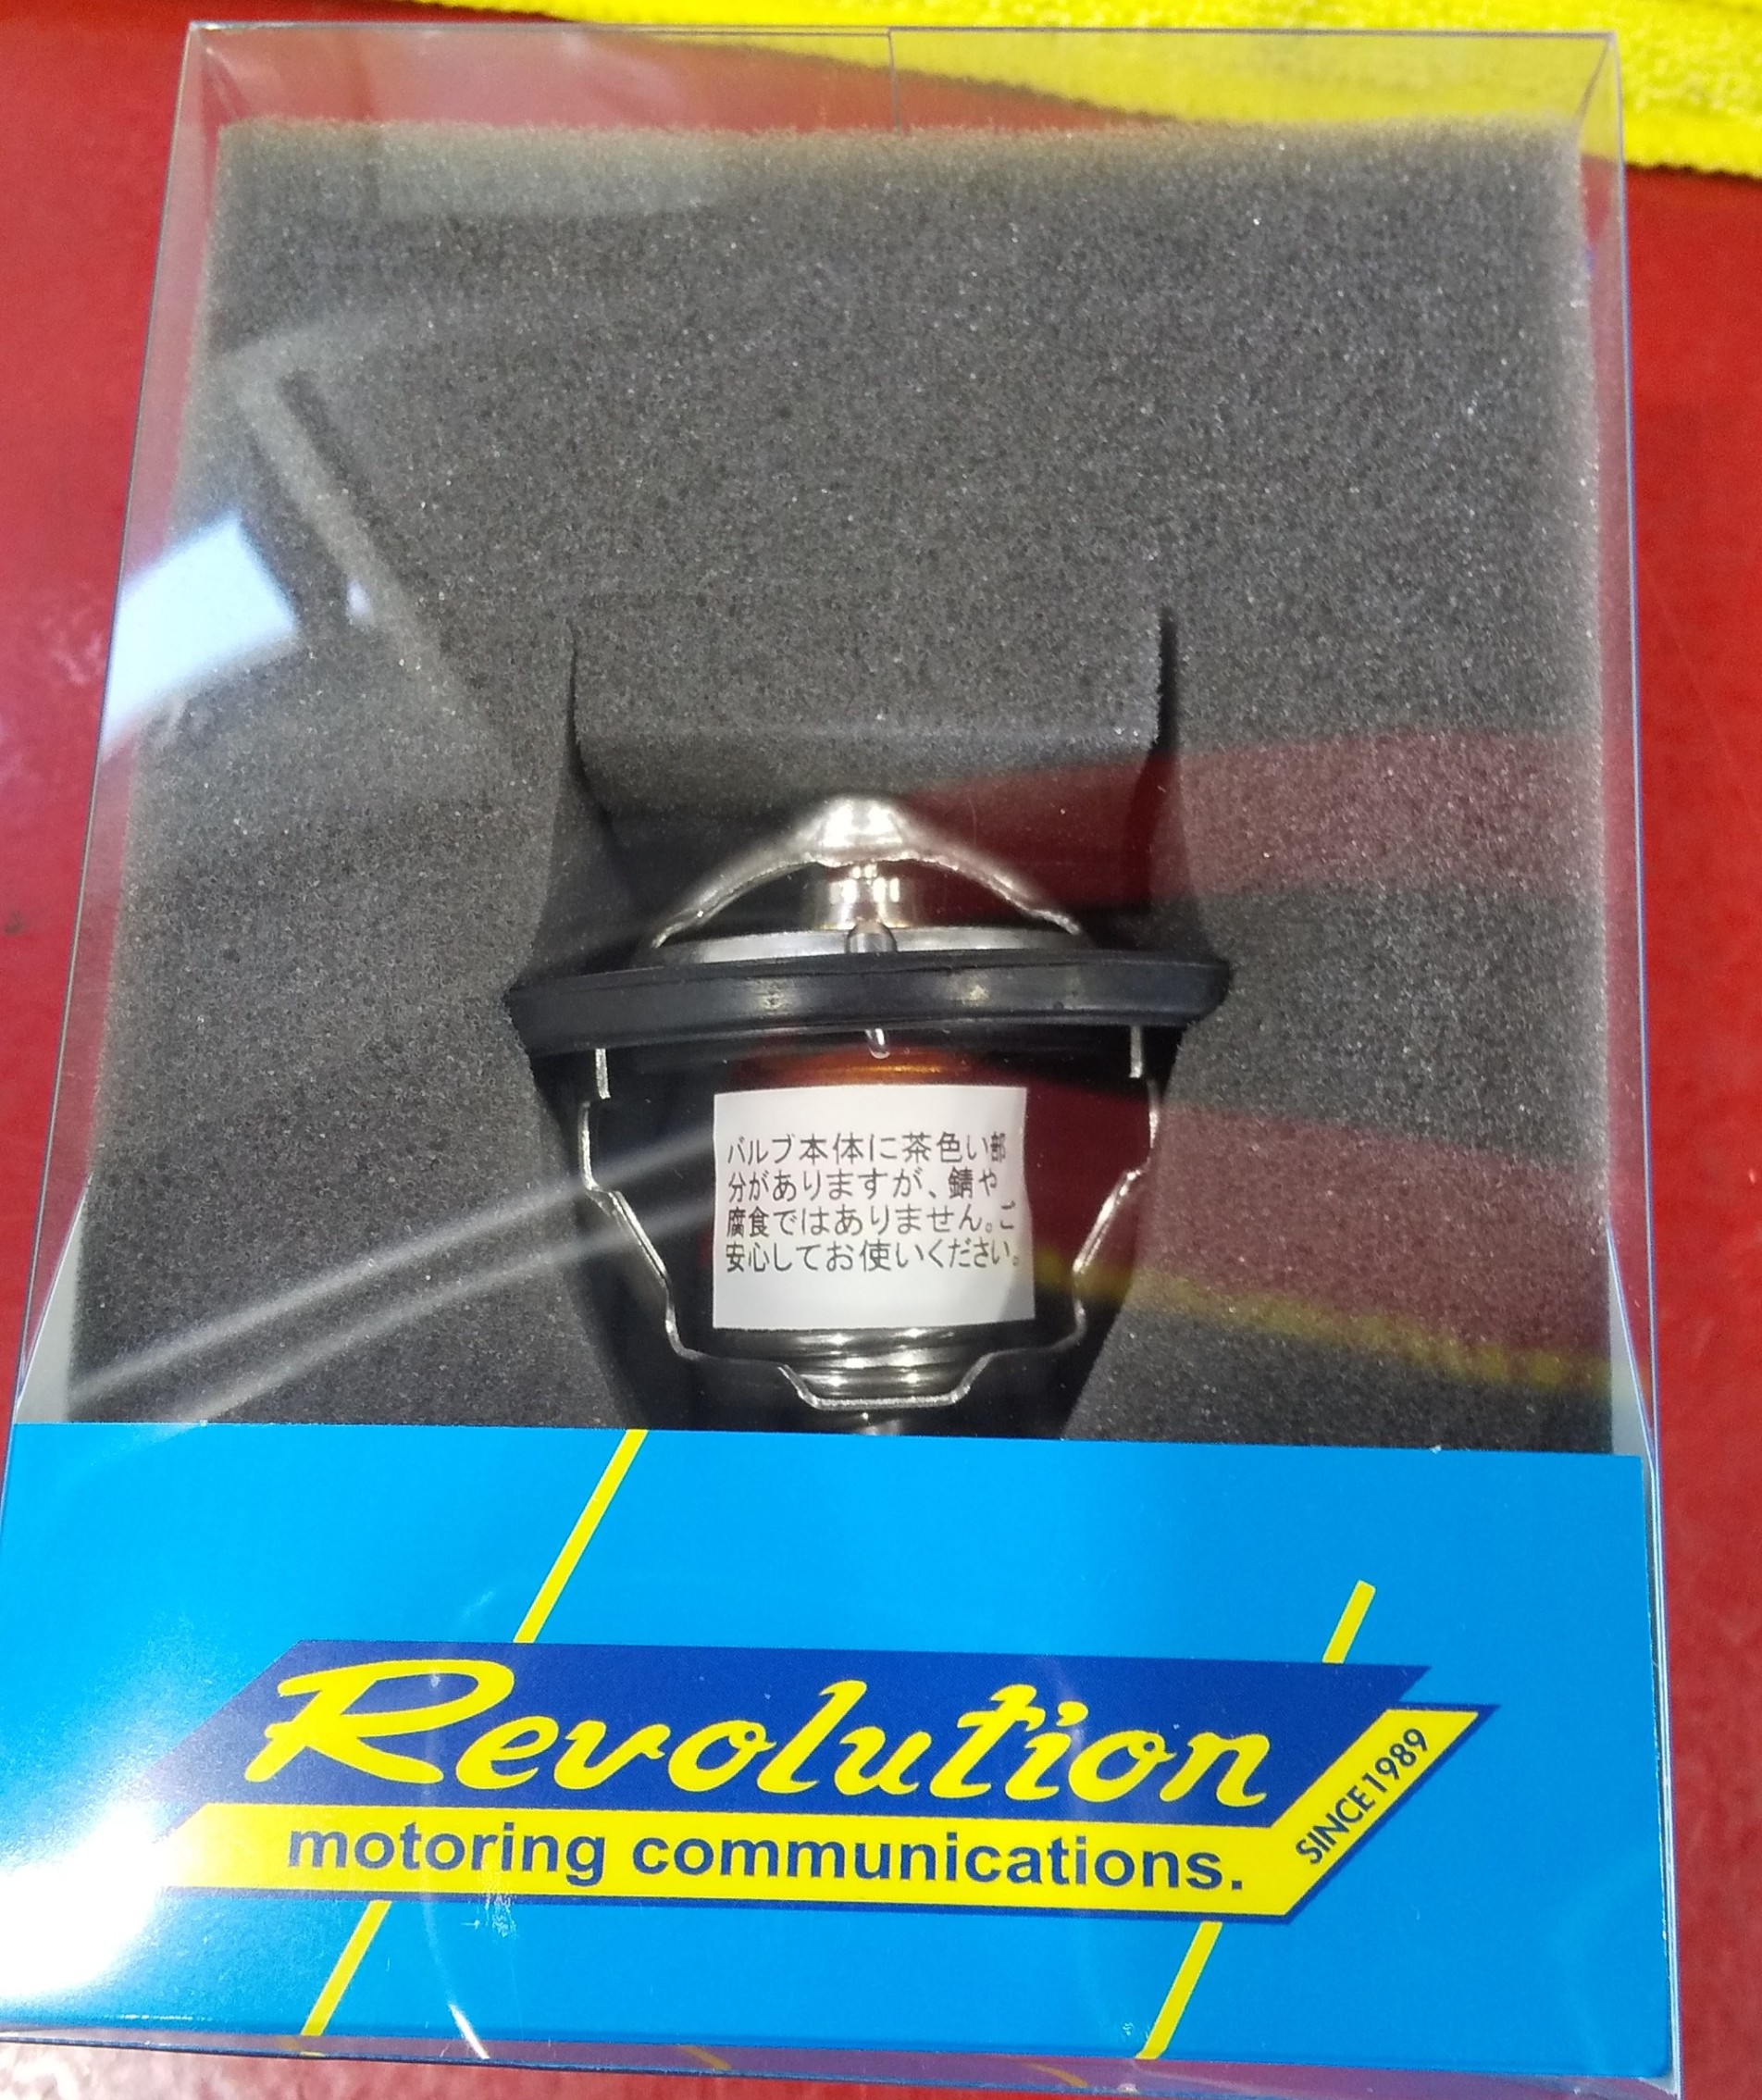 バルブ本体に茶色い部
分がありますが、錆や
腐食ではありません。ご
安心してお使いください。
Revolution
motoring communications.
SINCE1989